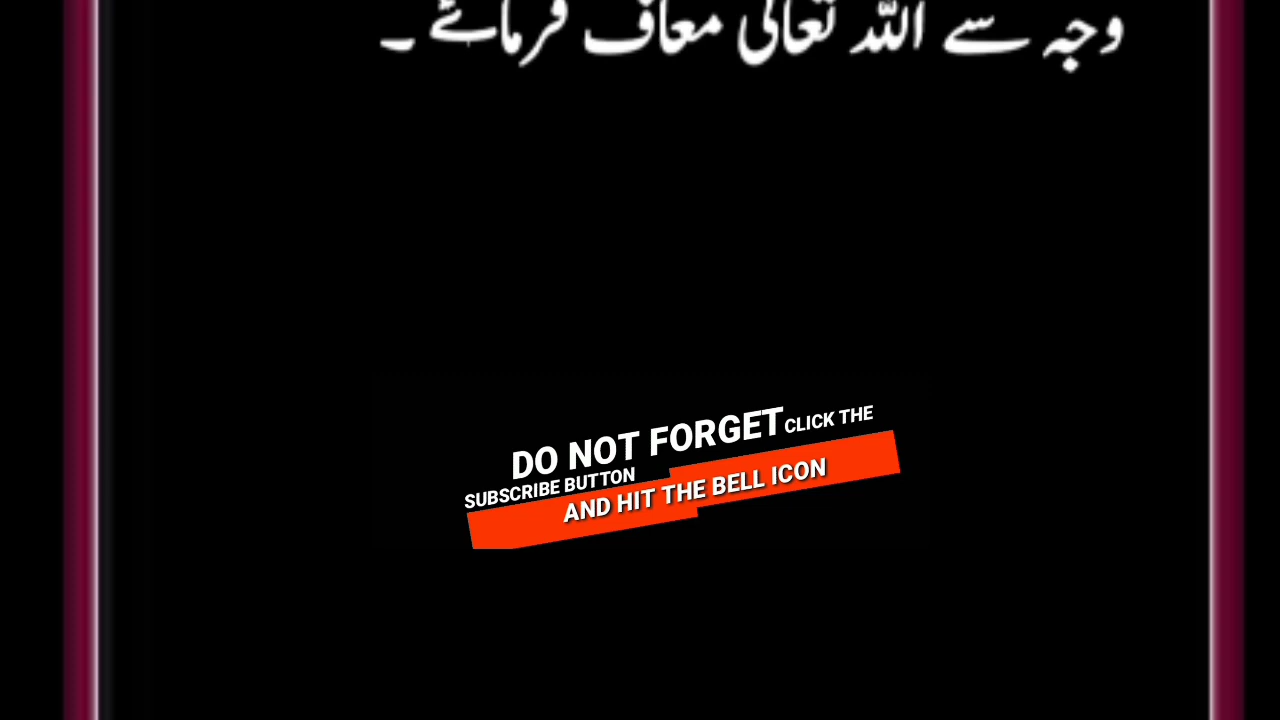 وجہ سے اللہ تعالیٰ معاف فرمائے ۔
DO NOT FORGET CLICK THE
SUBSCRIBE BUTTON
AND HIT THE BELL ICON